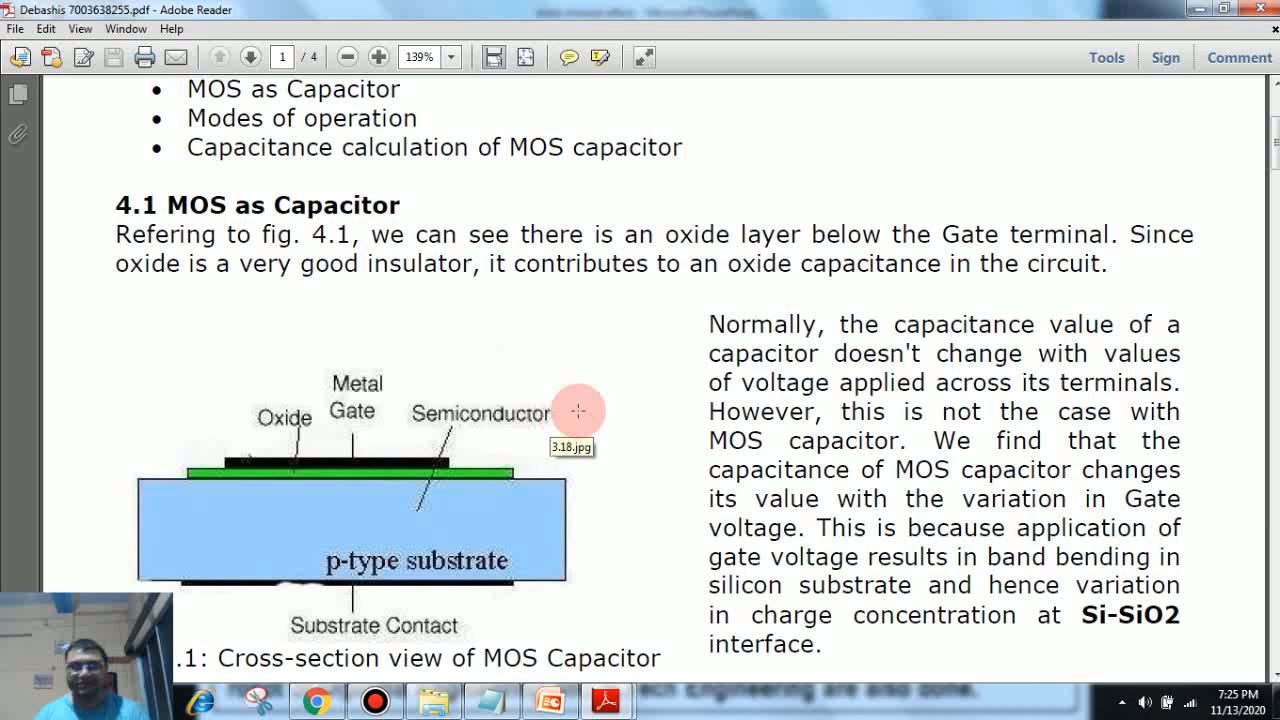 Debashis 7003638255.pdf - Adobe Reader
File Edit View Window Help
1 / 4 139% Tools Sign Comment
• MOS as Capacitor
• Modes of operation
• Capacitance calculation of MOS capacitor
4.1 MOS as Capacitor
Refering to fig. 4.1, we can see there is an oxide layer below the Gate terminal. Since
oxide is a very good insulator, it contributes to an oxide capacitance in the circuit.
Metal
Gate
Oxide
Semiconductor
3.18.jpg
p-type substrate
Substrate Contact
.1: Cross-section view of MOS Capacitor
Normally, the capacitance value of a
capacitor doesn't change with values
of voltage applied across its terminals.
However, this is not the case with
MOS capacitor. We find that the
capacitance of MOS capacitor changes
its value with the variation in Gate
voltage. This is because application of
gate voltage results in band bending in
silicon substrate and hence variation
in charge concentration at Si-SiO2
interface.
Engineering are also done.
7:25 PM
11/13/2020